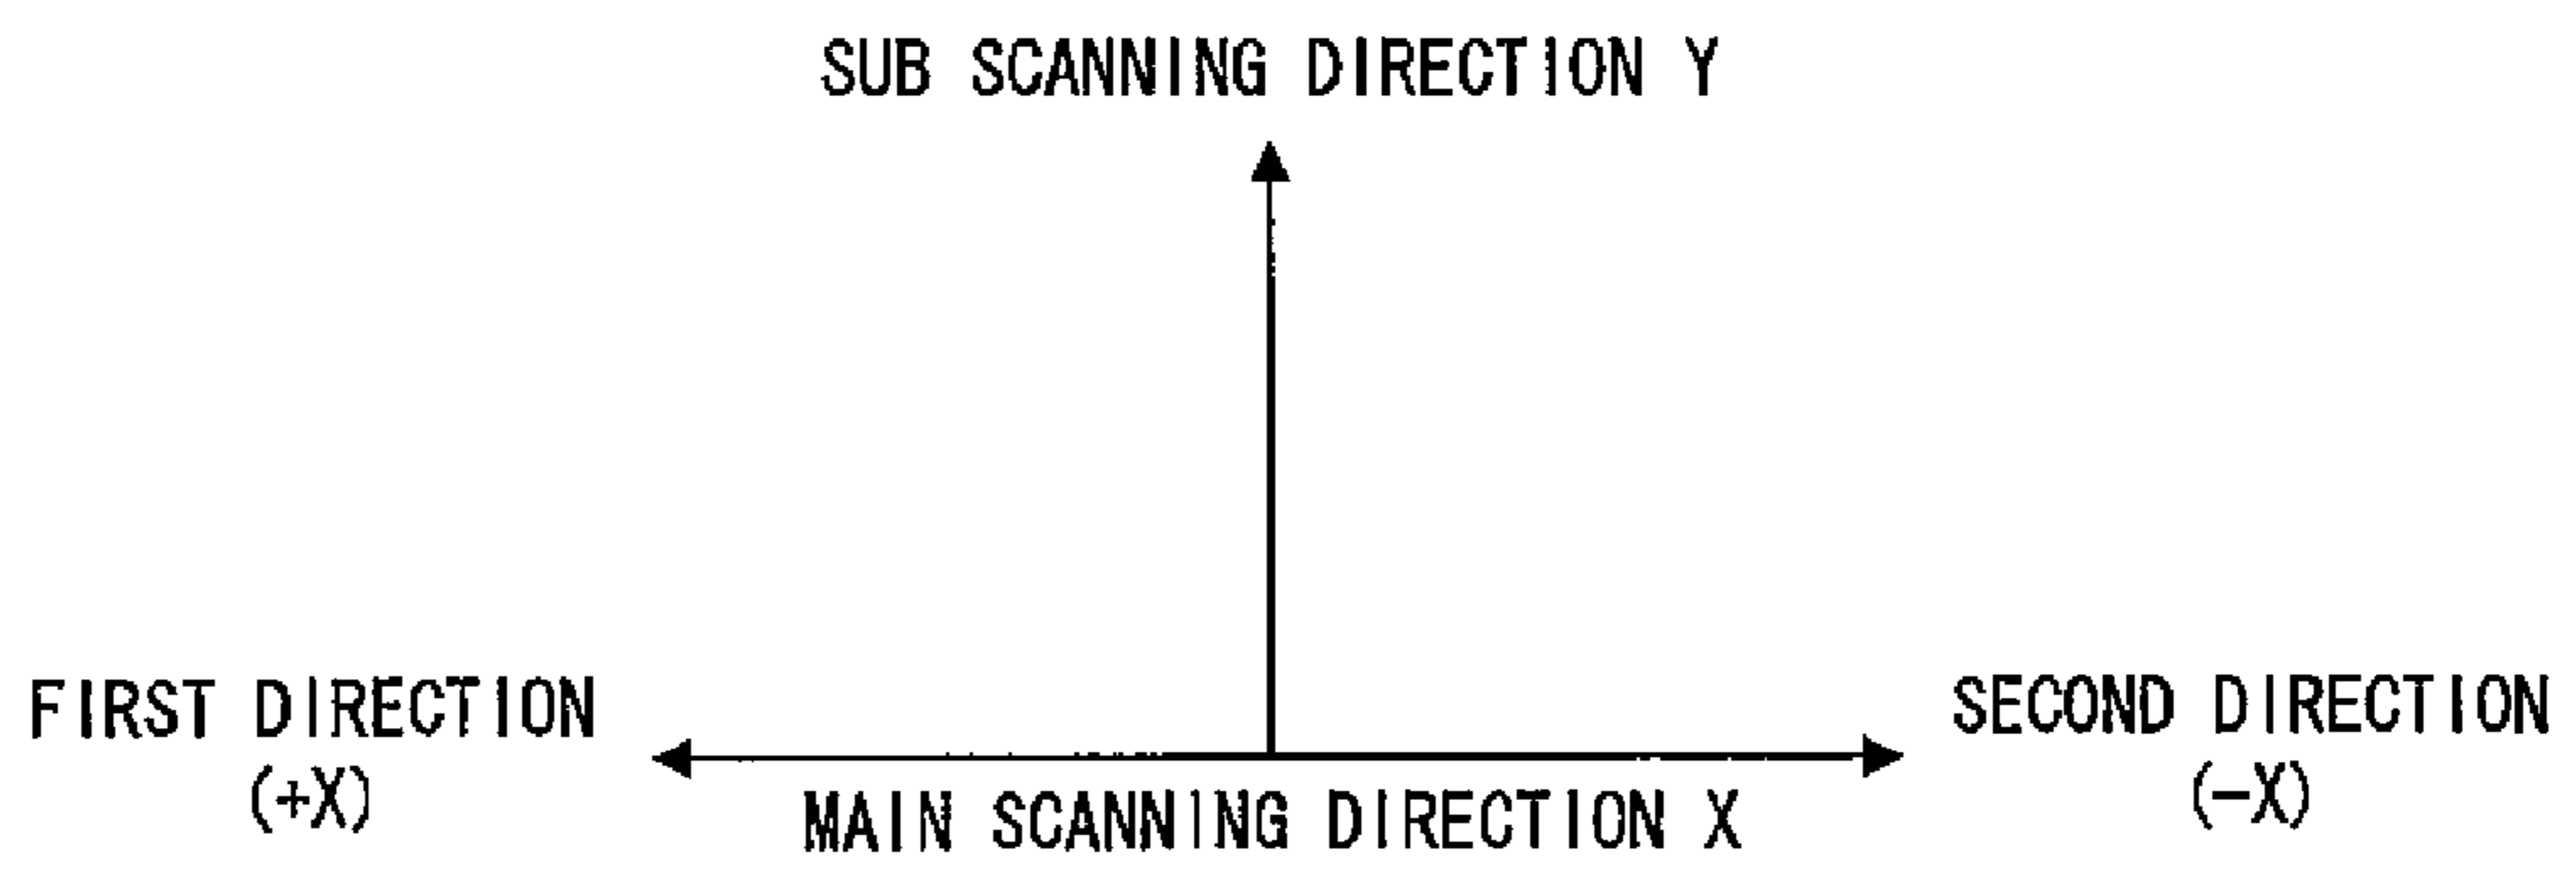 SUB SCANNING DIRECTION Y
FIRST DIRECTION
(+X)
MAIN SCANNING DIRECTION X
SECOND DIRECTION
(−X)